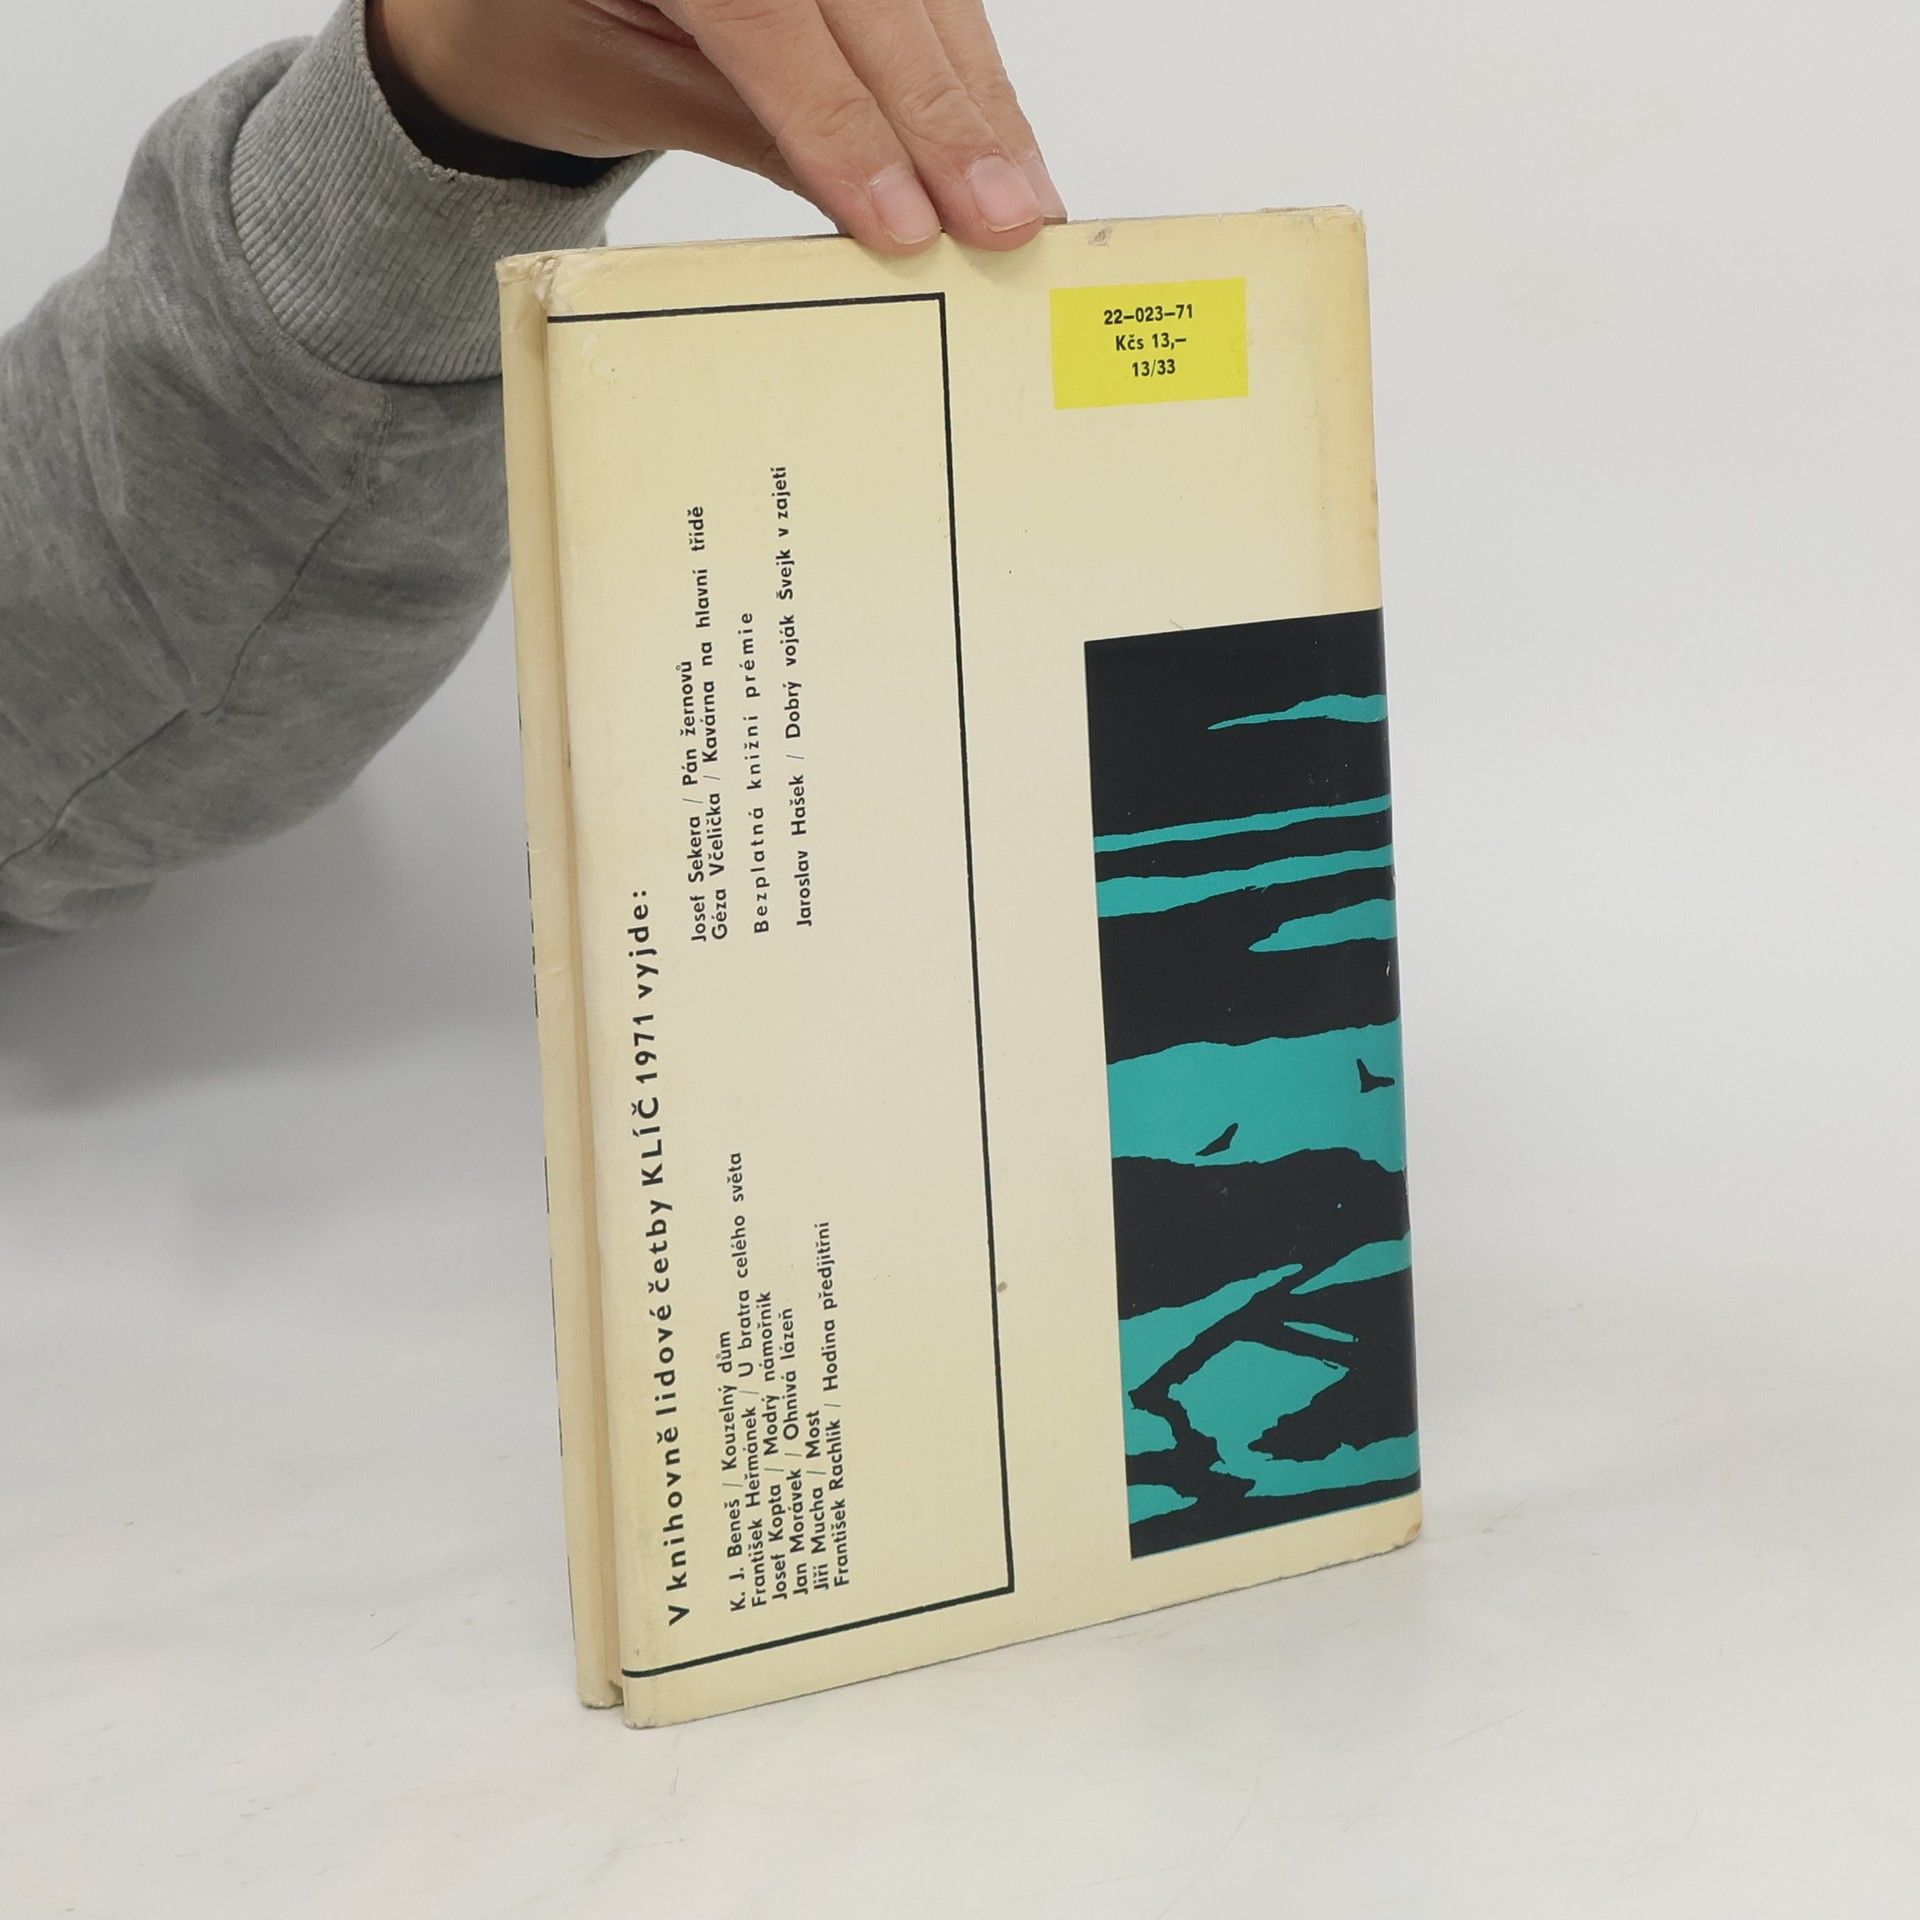 22–023–71
Kčs 13,–
13/33
V knihovně lidové četby KLÍČ 1971 vyjde:
K. J. Beneš / Kouzelný dům
František Heřmánek / U bratra celého světa
Josef Kopta / Modrý námořník
Jan Morávek / Ohnivá lázeň
Jiří Mucha / Most
František Rachlík / Hodina předjitřní
Josef Sekera / Pán žernovů
Géza Včelička / Kavárna na hlavní třídě
Bezplatná knižní prémie
Jaroslav Hašek / Dobrý voják Švejk v zajetí